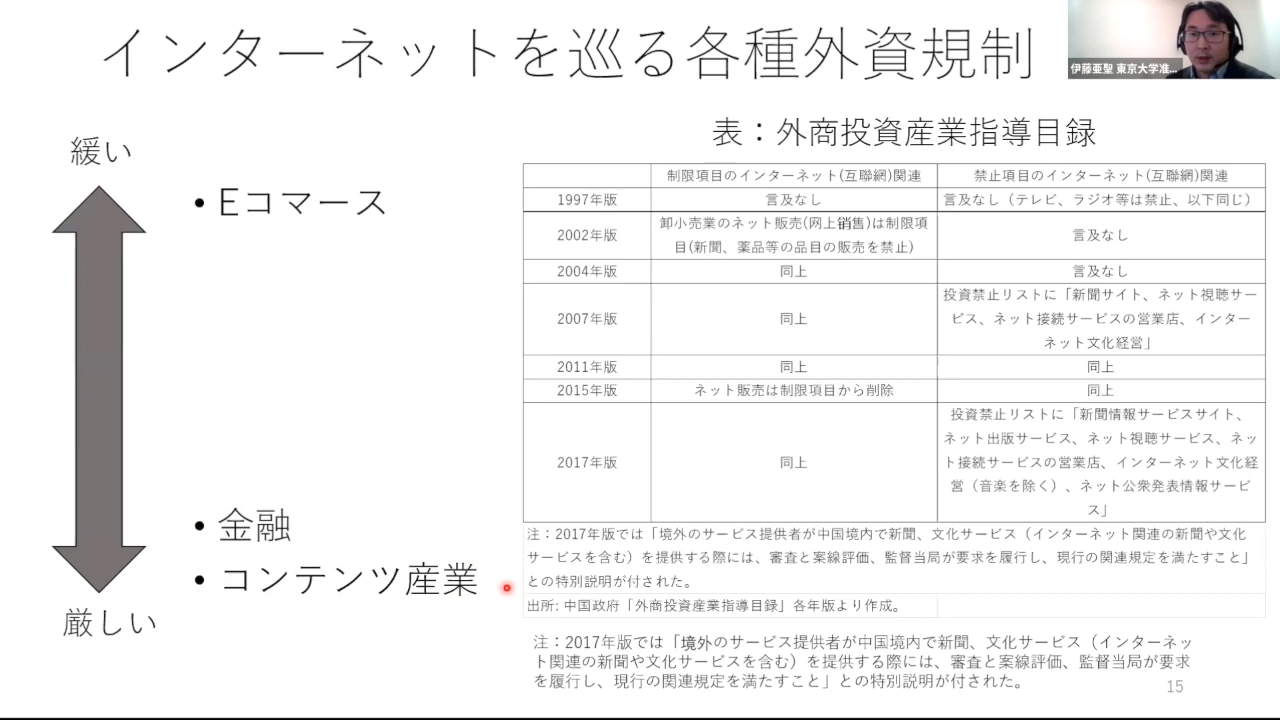 インターネットを巡る各種外資規制
伊藤亜聖 東京大学准...
緩い
• Eコマース
• 金融
• コンテンツ産業
厳しい
表：外商投資産業指導目録
制限項目のインターネット(互聯網)関連 禁止項目のインターネット(互聯網)関連
1997年版 言及なし 言及なし（テレビ、ラジオ等は禁止、以下同じ）
2002年版 卸小売業のネット販売(网上销售)は制限項
目(新聞、薬品等の品目の販売を禁止) 言及なし
2004年版 同上 言及なし
2007年版 同上 投資禁止リストに「新聞サイト、ネット視聴サー
ビス、ネット接続サービスの営業店、インター
ネット文化経営」
2011年版 同上 同上
2015年版 ネット販売は制限項目から削除 同上
2017年版 同上 投資禁止リストに「新聞情報サービスサイト、
ネット出版サービス、ネット視聴サービス、ネッ
ト接続サービスの営業店、インターネット文化経
営（音楽を除く）、ネット公衆発表情報サービ
ス」
注：2017年版では「境外のサービス提供者が中国境内で新聞、文化サービス（インターネット関連の新聞や文化
サービスを含む）を提供する際には、審査と案線評価、監督当局が要求を履行し、現行の関連規定を満たすこと」
との特別説明が付された。
出所: 中国政府「外商投資産業指導目録」各年版より作成。
注：2017年版では「境外のサービス提供者が中国境内で新聞、文化サービス（インターネッ
ト関連の新聞や文化サービスを含む）を提供する際には、審査と案線評価、監督当局が要求
を履行し、現行の関連規定を満たすこと」との特別説明が付された。
15